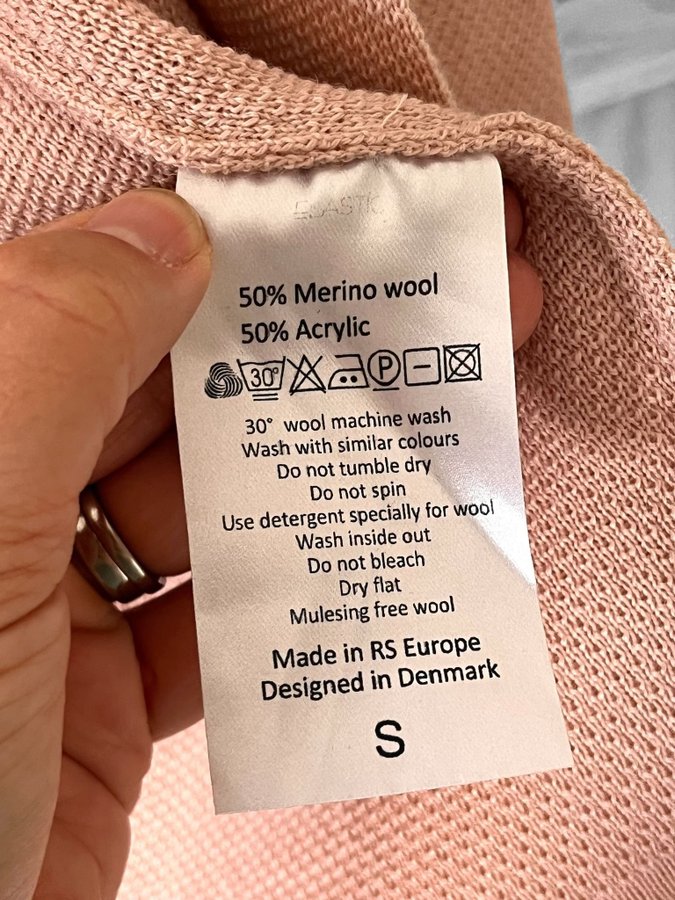 50% Merino wool
50% Acrylic
30° P
30° wool machine wash
Wash with similar colours
Do not tumble dry
Do not spin
Use detergent specially for wool
Wash inside out
Do not bleach
Dry flat
Mulesing free wool
Made in RS Europe
Designed in Denmark
S